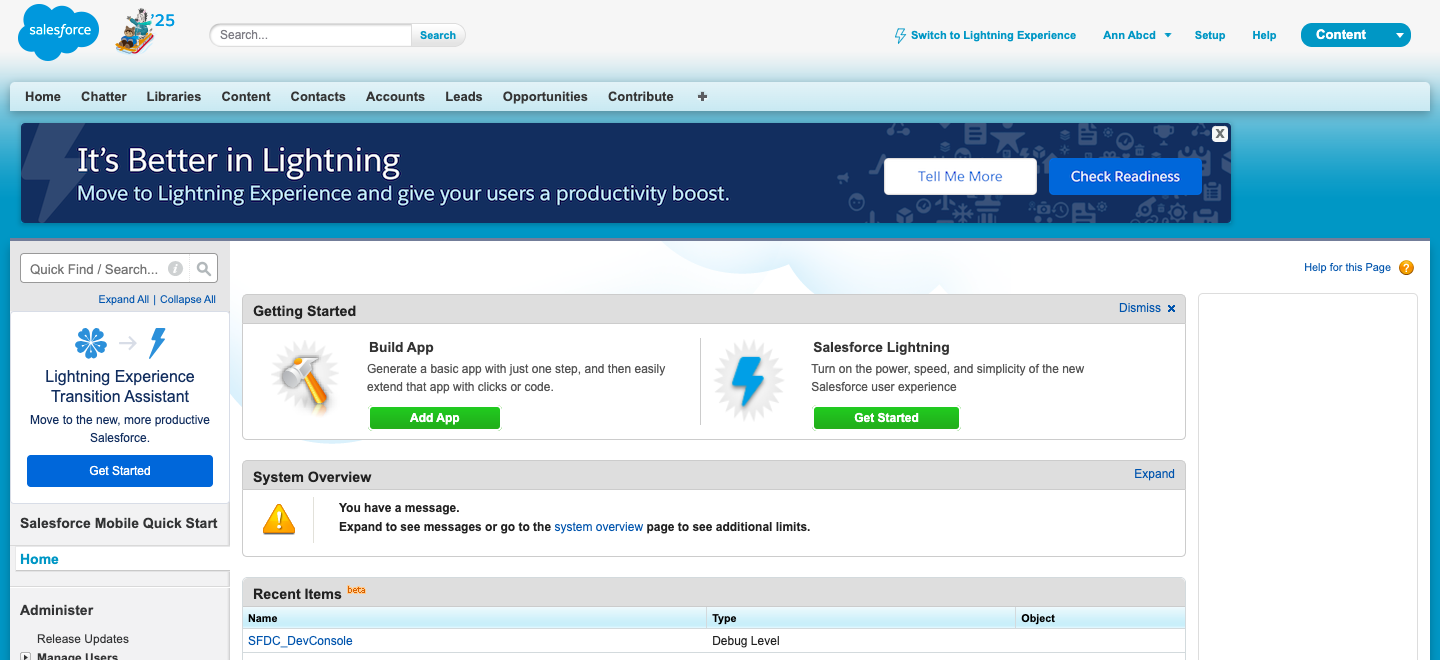 salesforce
'25
Search...
Search
Switch to Lightning Experience
Ann Abcd
Setup
Help
Content
Home Chatter Libraries Content Contacts Accounts Leads Opportunities Contribute +
It's Better in Lightning
Move to Lightning Experience and give your users a productivity boost.
Tell Me More
Check Readiness
X
Quick Find / Search...
i
Expand All | Collapse All
Lightning Experience
Transition Assistant
Move to the new, more productive
Salesforce.
Get Started
Salesforce Mobile Quick Start
Home
Administer
Release Updates
Manage Users
Help for this Page ?
Getting Started
Dismiss x
Build App
Generate a basic app with just one step, and then easily
extend that app with clicks or code.
Add App
Salesforce Lightning
Turn on the power, speed, and simplicity of the new
Salesforce user experience
Get Started
System Overview
Expand
You have a message.
Expand to see messages or go to the system overview page to see additional limits.
Recent Items beta
Name Type Object
SFDC_DevConsole Debug Level